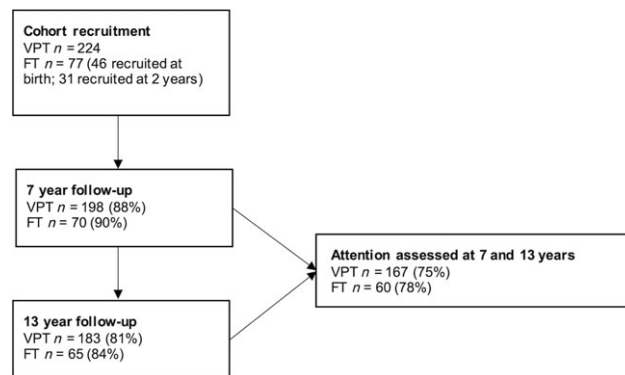 Cohort recruitment
VPT n = 224
FT n = 77 (46 recruited at
birth; 31 recruited at 2 years)
7 year follow-up
VPT n = 198 (88%)
FT n = 70 (90%)
Attention assessed at 7 and 13 years
VPT n = 167 (75%)
FT n = 60 (78%)
13 year follow-up
VPT n = 183 (81%)
FT n = 65 (84%)